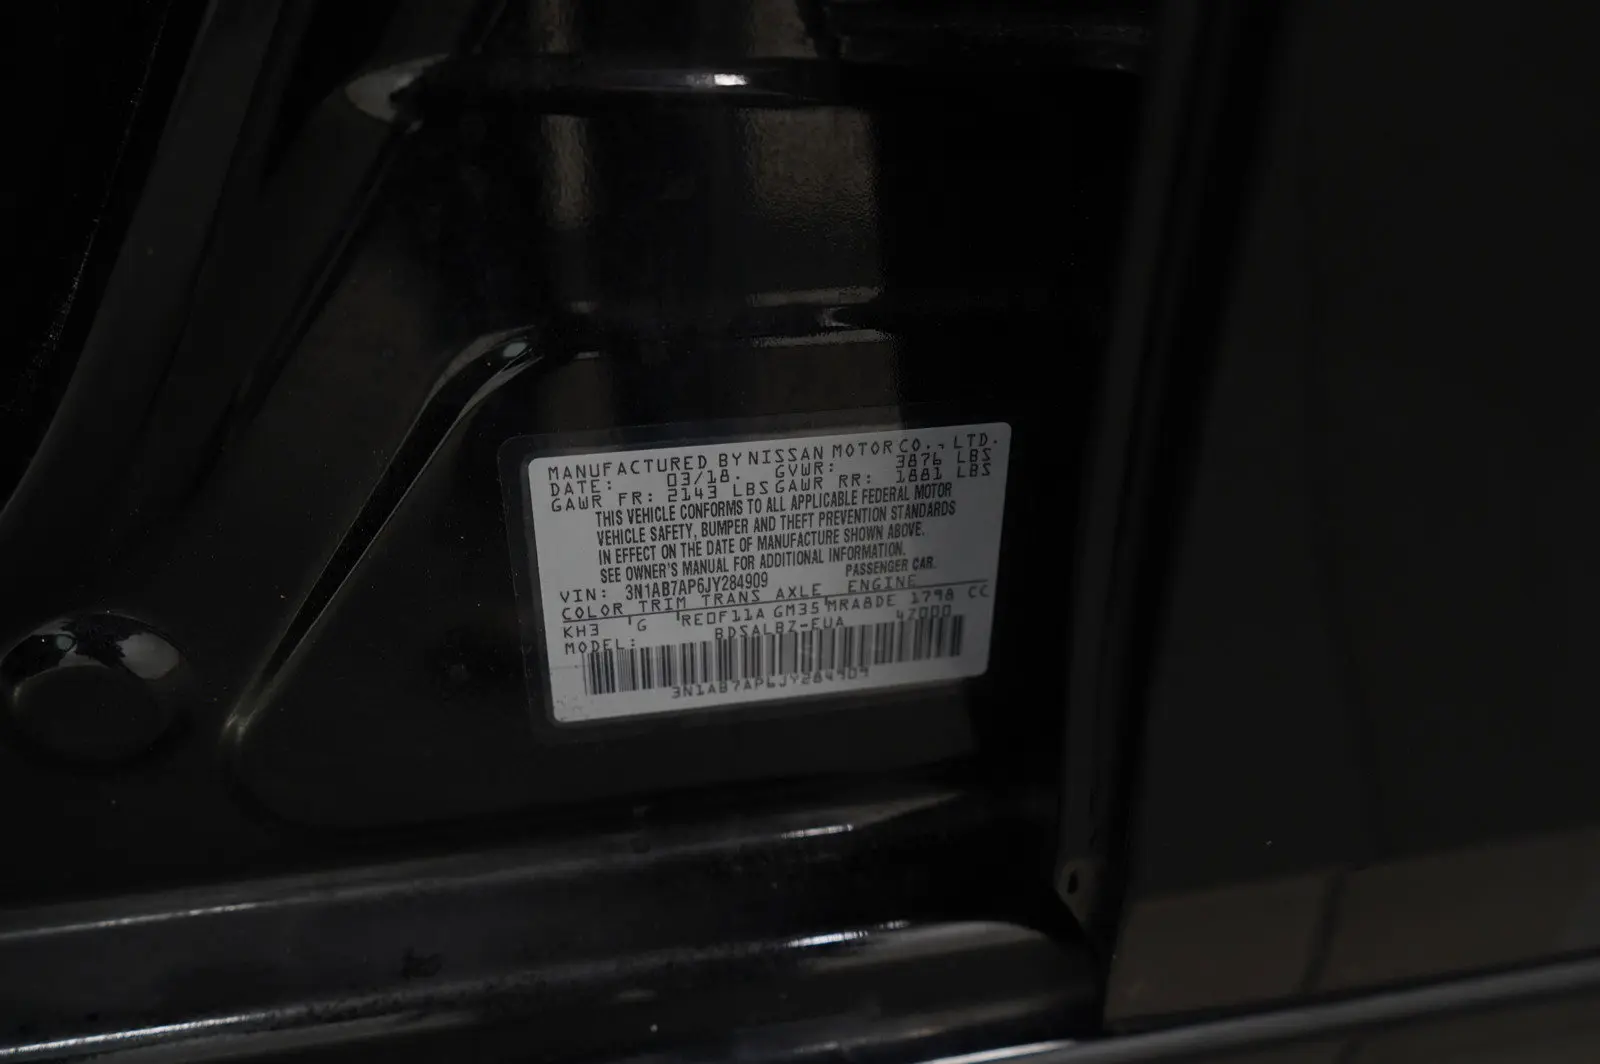 MANUFACTURED BY NISSAN MOTOR CO., LTD.
DATE: 03/18. GVWR: 3876 LBS
GAWR FR: 2143 LBS GAWR RR: 1881 LBS
THIS VEHICLE CONFORMS TO ALL APPLICABLE FEDERAL MOTOR
VEHICLE SAFETY, BUMPER AND THEFT PREVENTION STANDARDS
IN EFFECT ON THE DATE OF MANUFACTURE SHOWN ABOVE.
SEE OWNER'S MANUAL FOR ADDITIONAL INFORMATION.
VIN: 3N1AB7AP6JY284909 PASSENGER CAR.
COLOR TRIM TRANS AXLE ENGINE
KH3 G RE0F11A GM35 MRA8DE 1798 CC
MODEL: BDSALBZ-EUA 47000
3N1AB7AP6JY284909